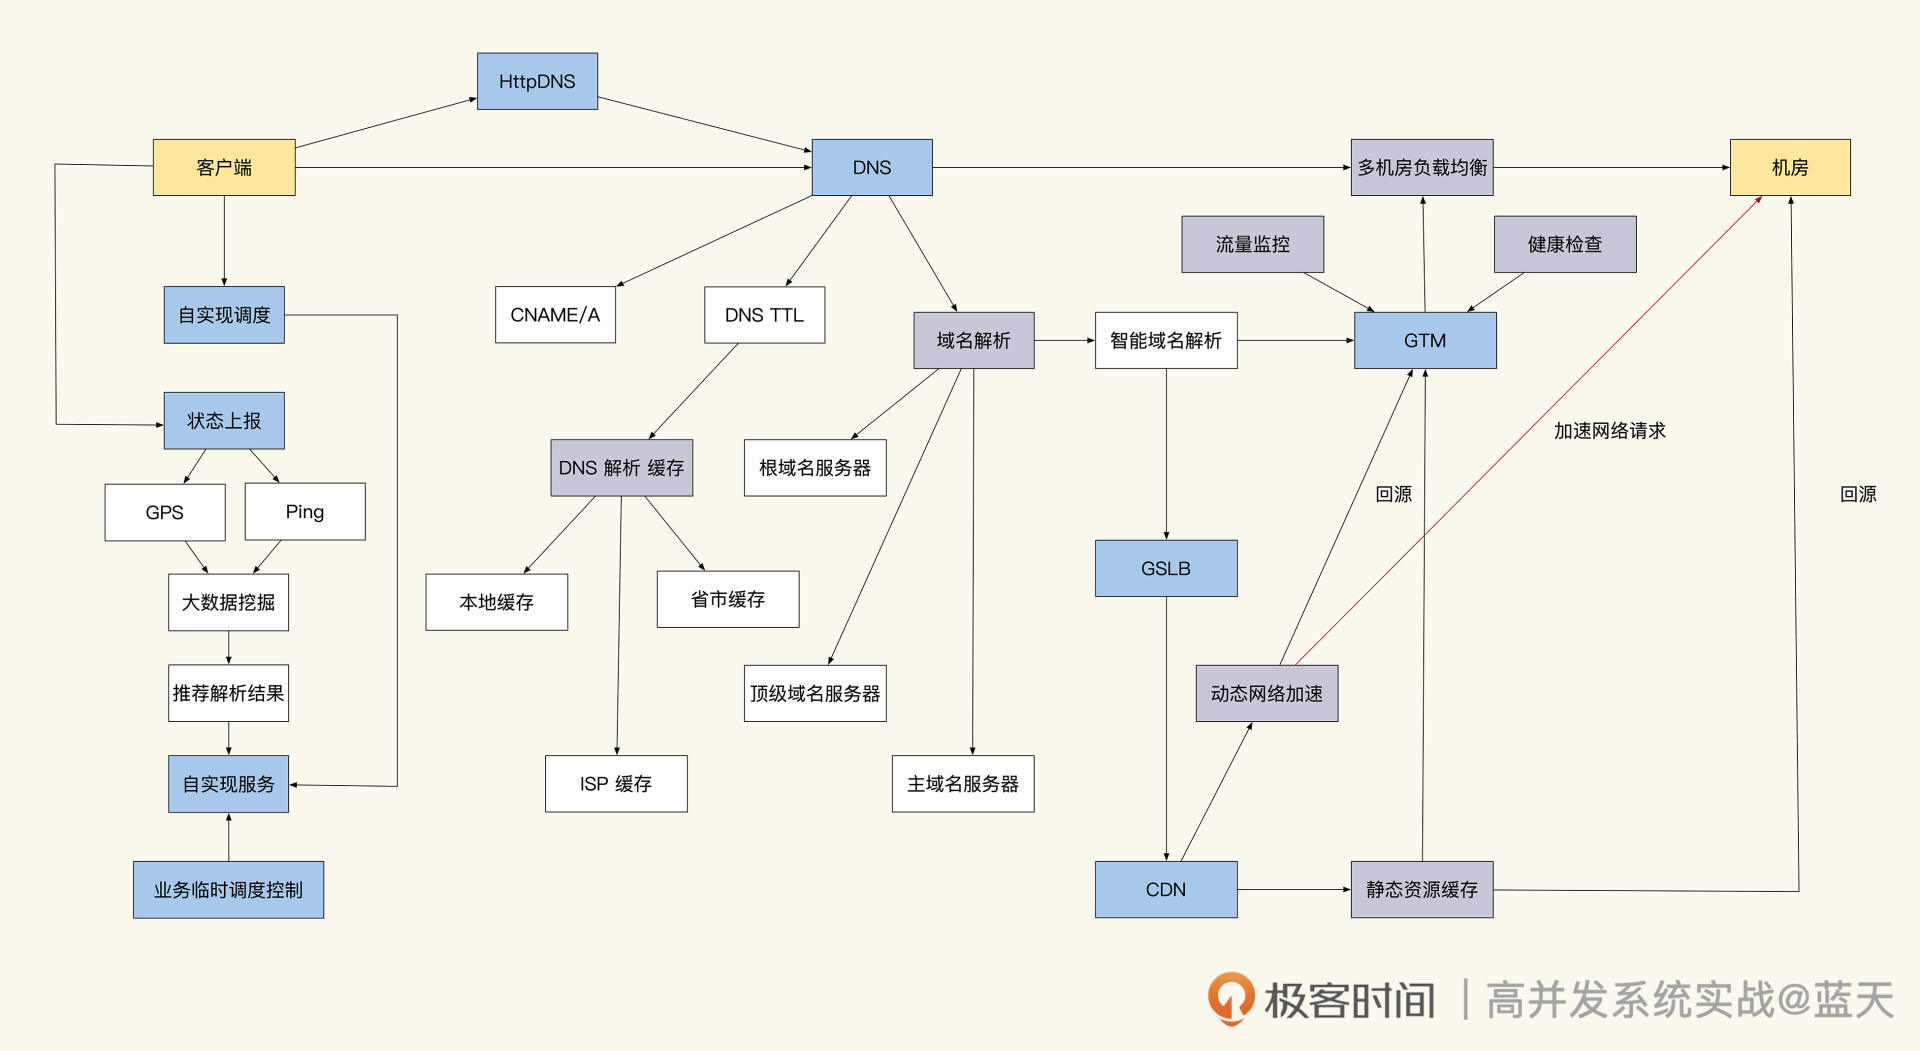 HttpDNS
客户端
DNS
多机房负载均衡
机房
流量监控
健康检查
自实现调度
CNAME/A
DNS TTL
域名解析
智能域名解析
GTM
状态上报
加速网络请求
DNS 解析 缓存
根域名服务器
回源
回源
GPS
Ping
GSLB
大数据挖掘
本地缓存
省市缓存
推荐解析结果
顶级域名服务器
动态网络加速
自实现服务
ISP 缓存
主域名服务器
业务临时调度控制
CDN
静态资源缓存
极客时间 | 高并发系统实战@蓝天